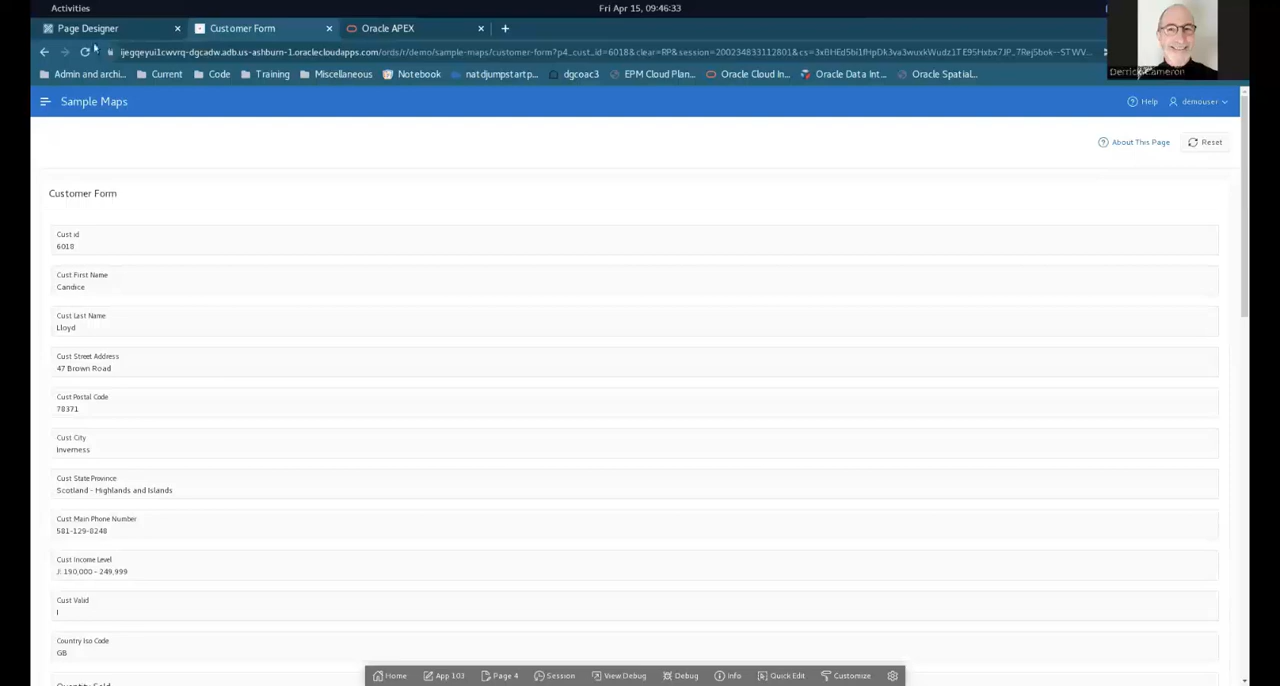 Activities
Fri Apr 15, 09:46:33
Page Designer
Customer Form
Oracle APEX
Admin and archi...
Current
Code
Training
Miscellaneous
Notebook
natdjumpstartp...
dgcoac3
EPM Cloud Plan...
Oracle Cloud In...
Oracle Data Int...
Oracle Spatial...
Derrick Cameron
Sample Maps
Help
demouser
About This Page
Reset
Customer Form
Cust id
6018
Cust First Name
Candice
Cust Last Name
Lloyd
Cust Street Address
47 Brown Road
Cust Postal Code
78371
Cust City
Inverness
Cust State Province
Scotland - Highlands and Islands
Cust Main Phone Number
581-129-8248
Cust Income Level
J: 190,000 - 249,999
Cust Valid
I
Country Iso Code
GB
Quantity Sold
Home
App 103
Page 4
Session
View Debug
Debug
Info
Quick Edit
Customize